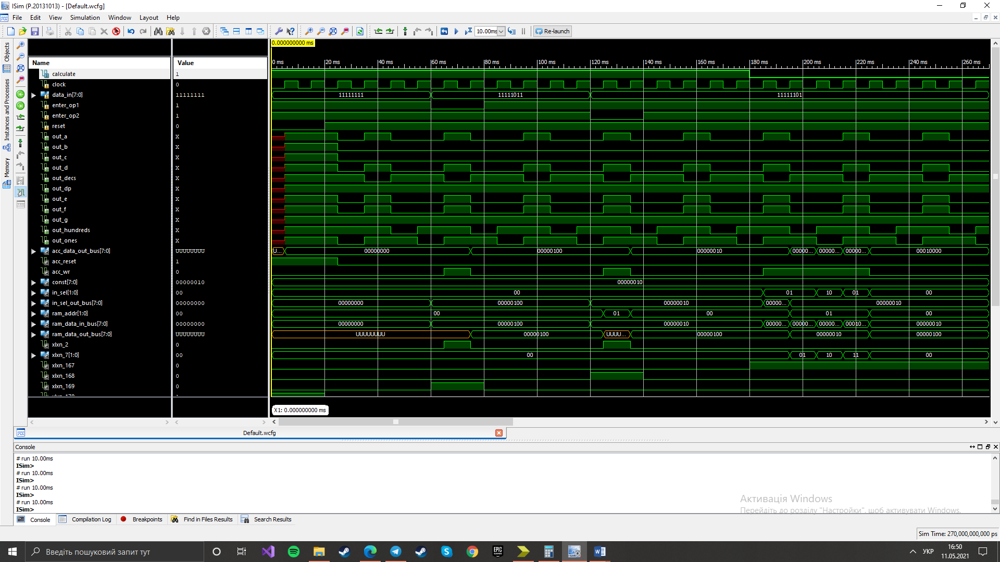 ISim (P.20131013) - [Default.wcfg]
File Edit View Simulation Window Layout Help
10.00ms Re-launch
Objects
Instances and Processes
Memory
0.000000000 ms
Name Value
0 ms 20 ms 40 ms 60 ms 80 ms 100 ms 120 ms 140 ms 160 ms 180 ms 200 ms 220 ms 240 ms 260 ms
calculate 1
clock 0
data_in[7:0] 11111111 11111111 11111011 11111101
enter_op1 1
enter_op2 1
reset 0
out_a X
out_b X
out_c X
out_d X
out_decs X
out_dp X
out_e X
out_f X
out_g X
out_hundreds X
out_ones X
acc_data_out_bus[7:0] UUUUUUUU U... 00000000 00000100 00000010 00000... 00000... 00000... 00010000
acc_reset 1
acc_wr 0
const[7:0] 00000010 00000010
in_sel[1:0] 00 00 01 10 01 00
in_sel_out_bus[7:0] 00000000 00000000 00000100 00000010 00000... 00000010
ram_addr[1:0] 00 00 01 00 01 00
ram_data_in_bus[7:0] 00000000 00000000 00000100 00000010 00000... 00000... 00000... 00010... 00000010
ram_data_out_bus[7:0] UUUUUUUU UUUUUUUU 00000100 UUUU... 00000100 00000010 00000100
xlxn_2 0
xlxn_7[1:0] 00 00 01 10 11 00
xlxn_167 0
xlxn_168 0
xlxn_169 0
X1: 0.000000000 ms
Default.wcfg
Console
# run 10.00ms
ISim>
# run 10.00ms
ISim>
# run 10.00ms
ISim>
# run 10.00ms
ISim>
Активація Windows
Перейдіть до розділу "Настройки", щоб активувати Windows.
Console Compilation Log Breakpoints Find in Files Results Search Results
Sim Time: 270,000,000,000 ps
Введіть пошуковий запит тут
EPIC GAMES
ISim
УКР
16:50
11.05.2021